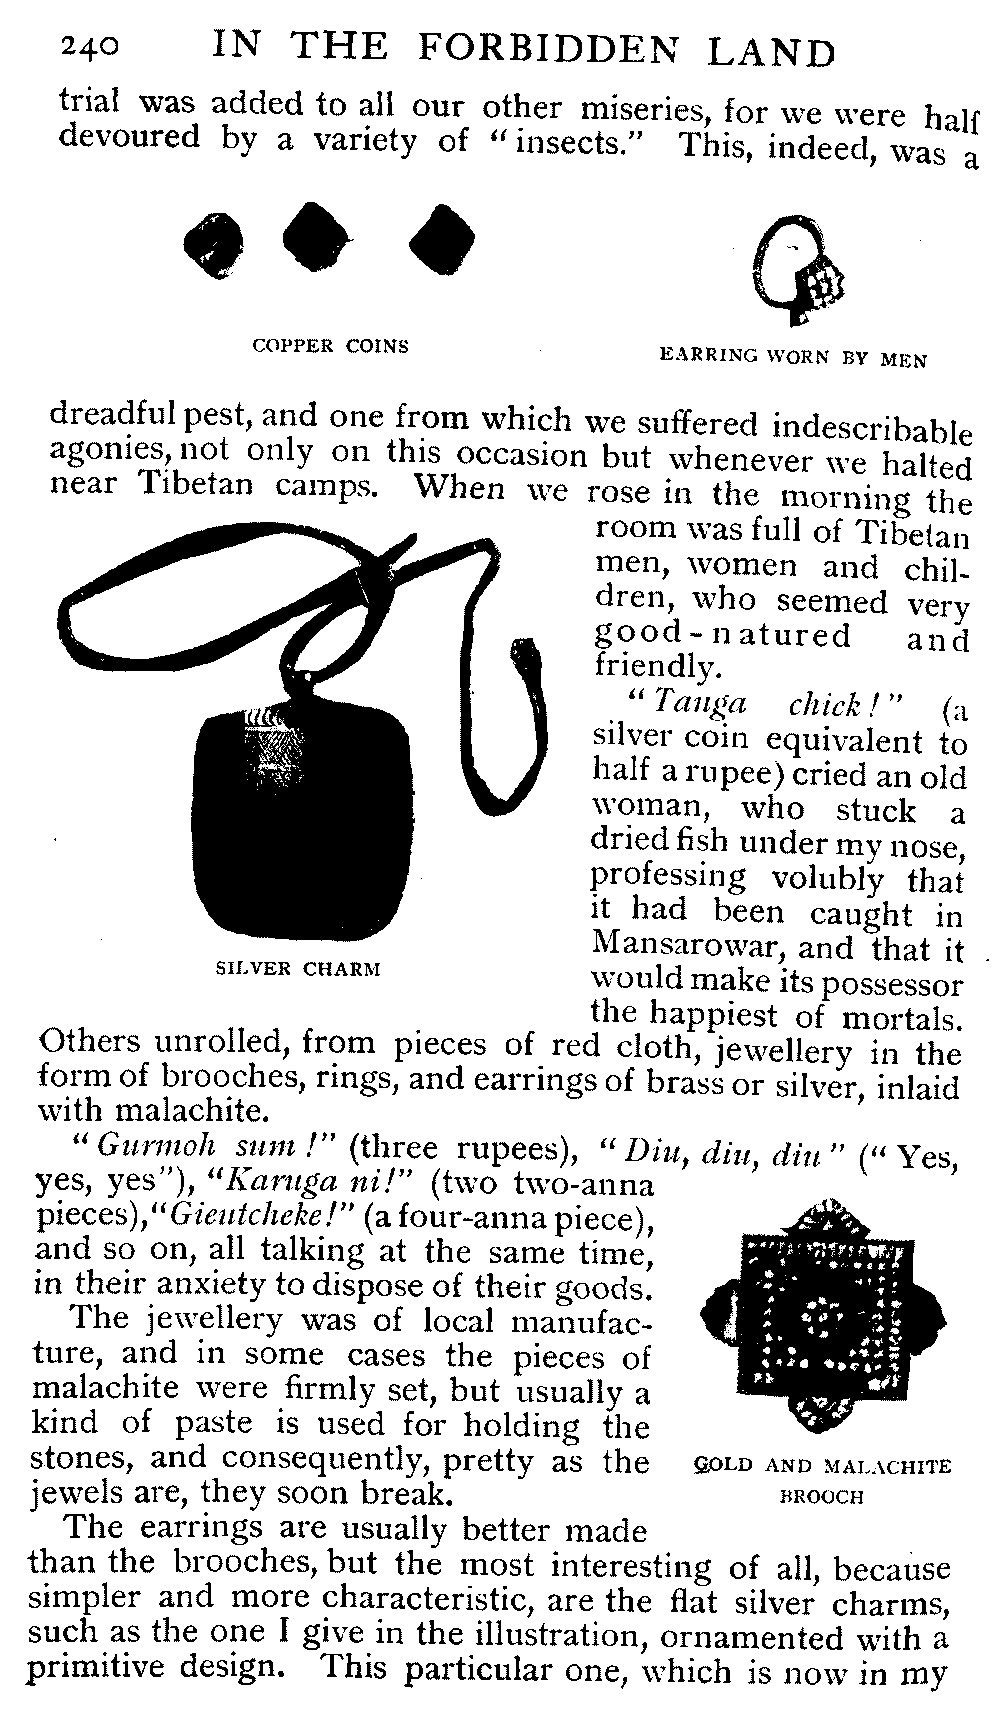 240 IN THE FORBIDDEN LAND
trial was added to all our other miseries, for we were half
devoured by a variety of “insects.” This, indeed, was a
COPPER COINS
EARRING WORN BY MEN
dreadful pest, and one from which we suffered indescribable
agonies, not only on this occasion but whenever we halted
near Tibetan camps. When we rose in the morning the
room was full of Tibetan
men, women and chil-
dren, who seemed very
good-natured and
friendly.
“Tanga chick!” (a
silver coin equivalent to
half a rupee) cried an old
woman, who stuck a
dried fish under my nose,
professing volubly that
it had been caught in
Mansarowar, and that it
would make its possessor
the happiest of mortals.
SILVER CHARM
Others unrolled, from pieces of red cloth, jewellery in the
form of brooches, rings, and earrings of brass or silver, inlaid
with malachite.
“Gurmoh sum!” (three rupees), “Diu, diu, diu” (“Yes,
yes, yes”), “Karuga ni!” (two two-anna
pieces), “Gieutcheke!” (a four-anna piece),
and so on, all talking at the same time,
in their anxiety to dispose of their goods.
The jewellery was of local manufac-
ture, and in some cases the pieces of
malachite were firmly set, but usually a
kind of paste is used for holding the
stones, and consequently, pretty as the
jewels are, they soon break.
GOLD AND MALACHITE
BROOCH
The earrings are usually better made
than the brooches, but the most interesting of all, because
simpler and more characteristic, are the flat silver charms,
such as the one I give in the illustration, ornamented with a
primitive design. This particular one, which is now in my